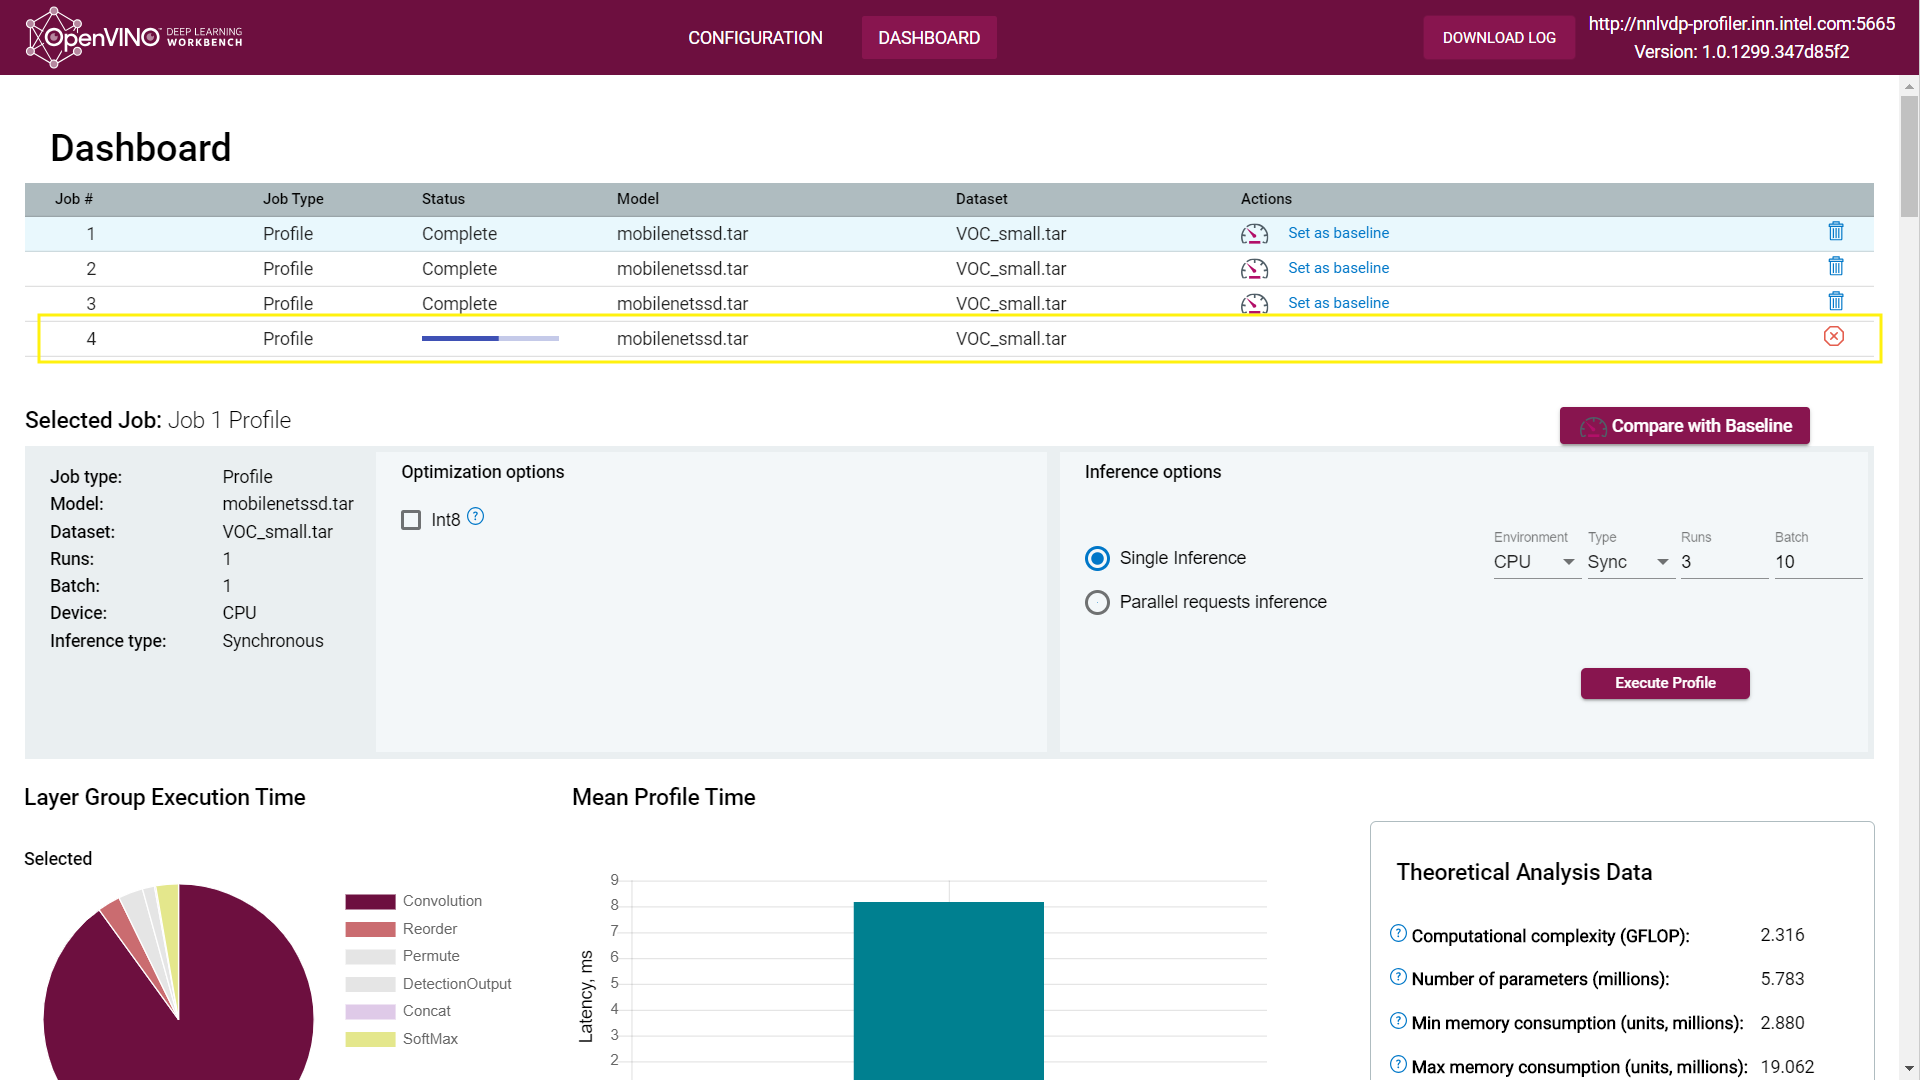 OpenVINO™ DEEP LEARNING WORKBENCH
CONFIGURATION
DASHBOARD
DOWNLOAD LOG
http://nnlvdp-profiler.inn.intel.com:5665
Version: 1.0.1299.347d85f2
Dashboard
Job # Job Type Status Model Dataset Actions
1 Profile Complete mobilenetssd.tar VOC_small.tar Set as baseline
2 Profile Complete mobilenetssd.tar VOC_small.tar Set as baseline
3 Profile Complete mobilenetssd.tar VOC_small.tar Set as baseline
4 Profile mobilenetssd.tar VOC_small.tar
Selected Job: Job 1 Profile
Compare with Baseline
Job type: Profile
Model: mobilenetssd.tar
Dataset: VOC_small.tar
Runs: 1
Batch: 1
Device: CPU
Inference type: Synchronous
Optimization options
Int8 ?
Inference options
Single Inference
Parallel requests inference
Environment Type Runs Batch
CPU Sync 3 10
Execute Profile
Layer Group Execution Time
Selected
Convolution
Reorder
Permute
DetectionOutput
Concat
SoftMax
Mean Profile Time
Latency, ms
9
8
7
6
5
4
3
2
Theoretical Analysis Data
? Computational complexity (GFLOP): 2.316
? Number of parameters (millions): 5.783
? Min memory consumption (units, millions): 2.880
? Max memory consumption (units, millions): 19.062